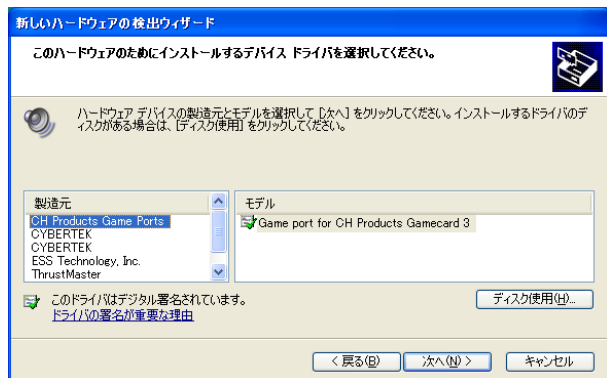 新しいハードウェアの検出ウィザード
このハードウェアのためにインストールするデバイス ドライバを選択してください。
ハードウェア デバイスの製造元とモデルを選択して [次へ] をクリックしてください。インストールするドライバのデ
ィスクがある場合は、[ディスク使用] をクリックしてください。
製造元
モデル
CH Products Game Ports
Game port for CH Products Gamecard 3
CYBERTEK
CYBERTEK
ESS Technology, Inc.
ThrustMaster
このドライバはデジタル署名されています。
ディスク使用(H)...
ドライバの署名が重要な理由
< 戻る(B)
次へ(N) >
キャンセル